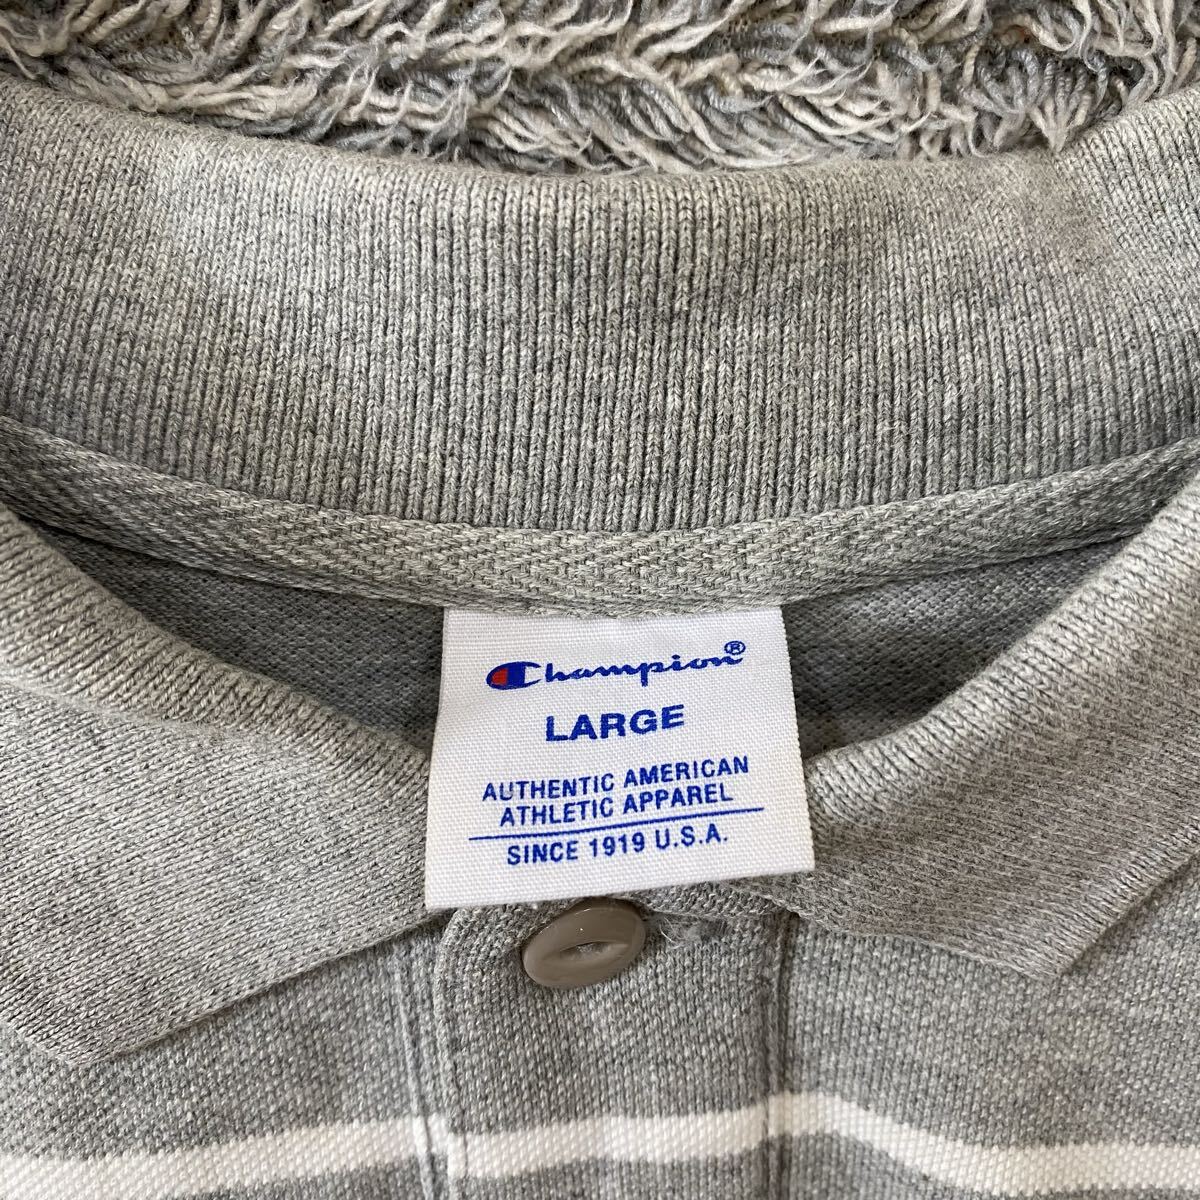 Champion®
LARGE
AUTHENTIC AMERICAN
ATHLETIC APPAREL
SINCE 1919 U.S.A.